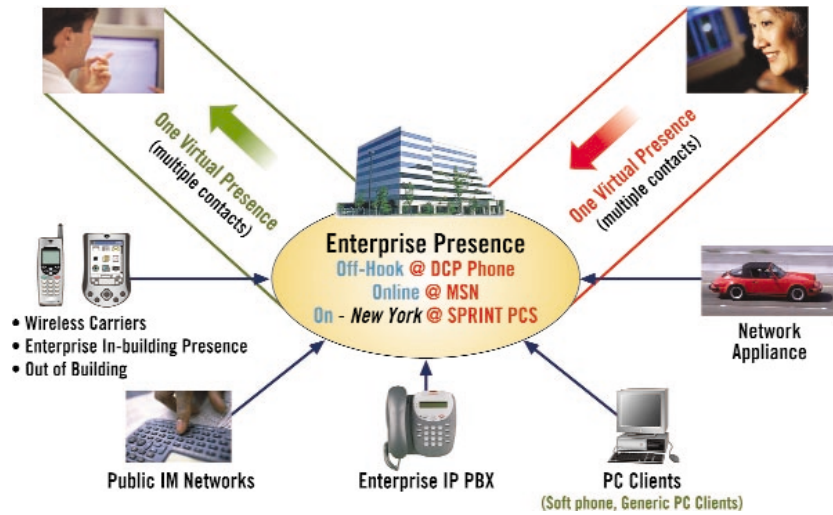 One Virtual Presence
(multiple contacts)
One Virtual Presence
(multiple contacts)
Enterprise Presence
Off-Hook @ DCP Phone
Online @ MSN
On - New York @ SPRINT PCS
• Wireless Carriers
• Enterprise In-building Presence
• Out of Building
Network
Appliance
Public IM Networks
Enterprise IP PBX
PC Clients
(Soft phone, Generic PC Clients)